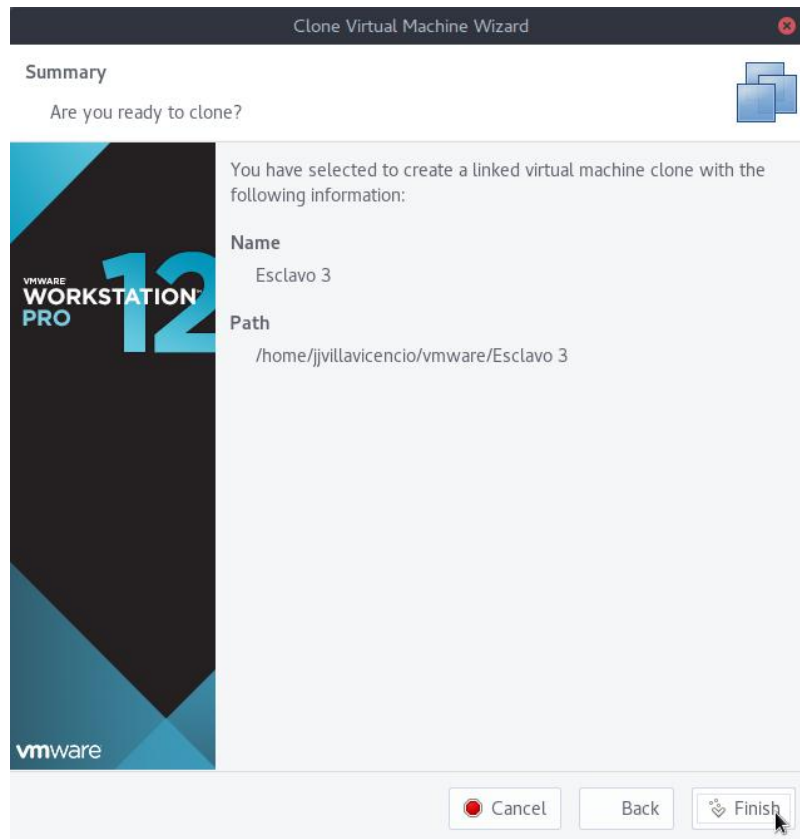 Clone Virtual Machine Wizard
Summary
Are you ready to clone?
You have selected to create a linked virtual machine clone with the
following information:
Name
Esclavo 3
Path
/home/jjvillavicencio/vmware/Esclavo 3
VMWARE
WORKSTATION™
PRO
12
vmware
Cancel
Back
Finish